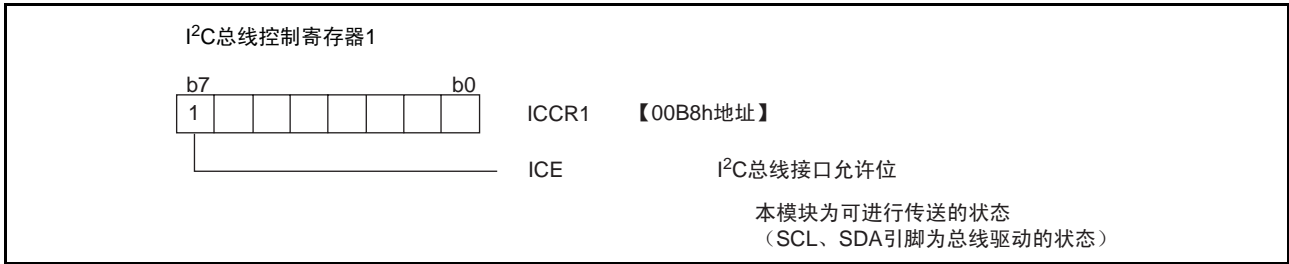 I²C总线控制寄存器1
b7 b0
1 ICCR1 【00B8h地址】
ICE I²C总线接口允许位
本模块为可进行传送的状态
（SCL、SDA引脚为总线驱动的状态）